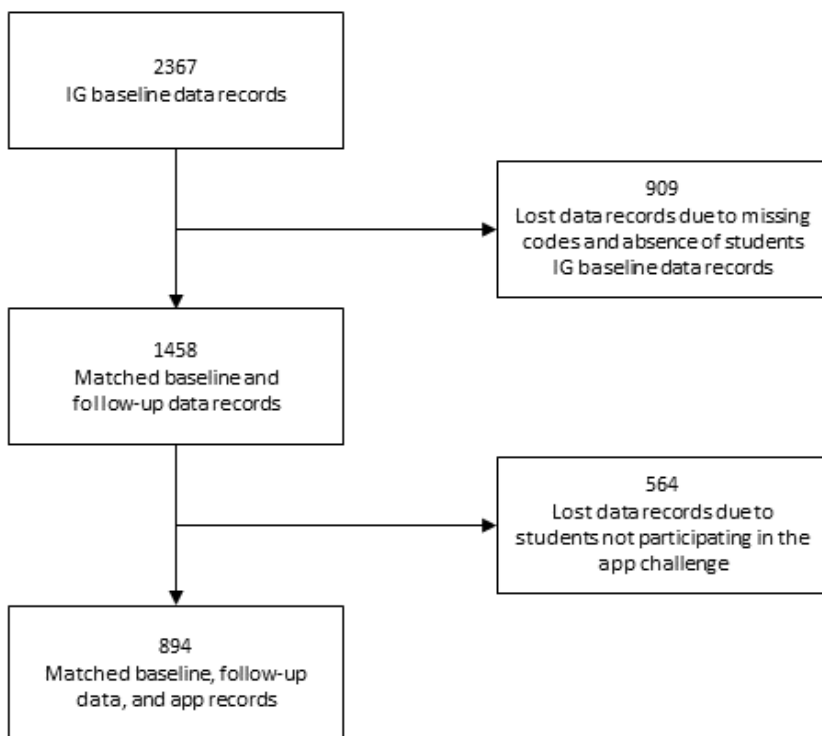 2367
IG baseline data records
909
Lost data records due to missing
codes and absence of students
IG baseline data records
1458
Matched baseline and
follow-up data records
564
Lost data records due to
students not participating in the
app challenge
894
Matched baseline, follow-up
data, and app records